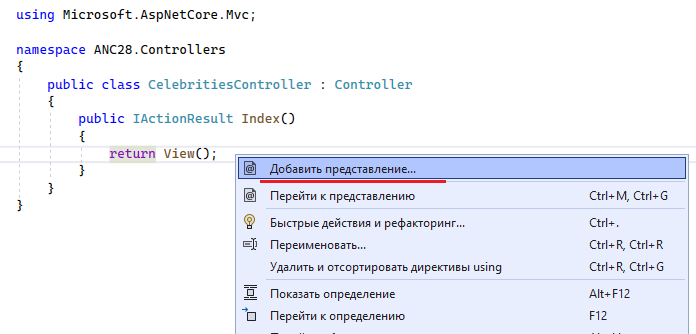 using Microsoft.AspNetCore.Mvc;
namespace ANC28.Controllers
{
public class CelebritiesController : Controller
{
public IActionResult Index()
{
return View();
}
}
}
Добавить представление...
Перейти к представлению Ctrl+M, Ctrl+G
Быстрые действия и рефакторинг... Ctrl+.
Переименовать... Ctrl+R, Ctrl+R
Удалить и отсортировать директивы using Ctrl+R, Ctrl+G
Показать определение Alt+F12
Перейти к определению F12